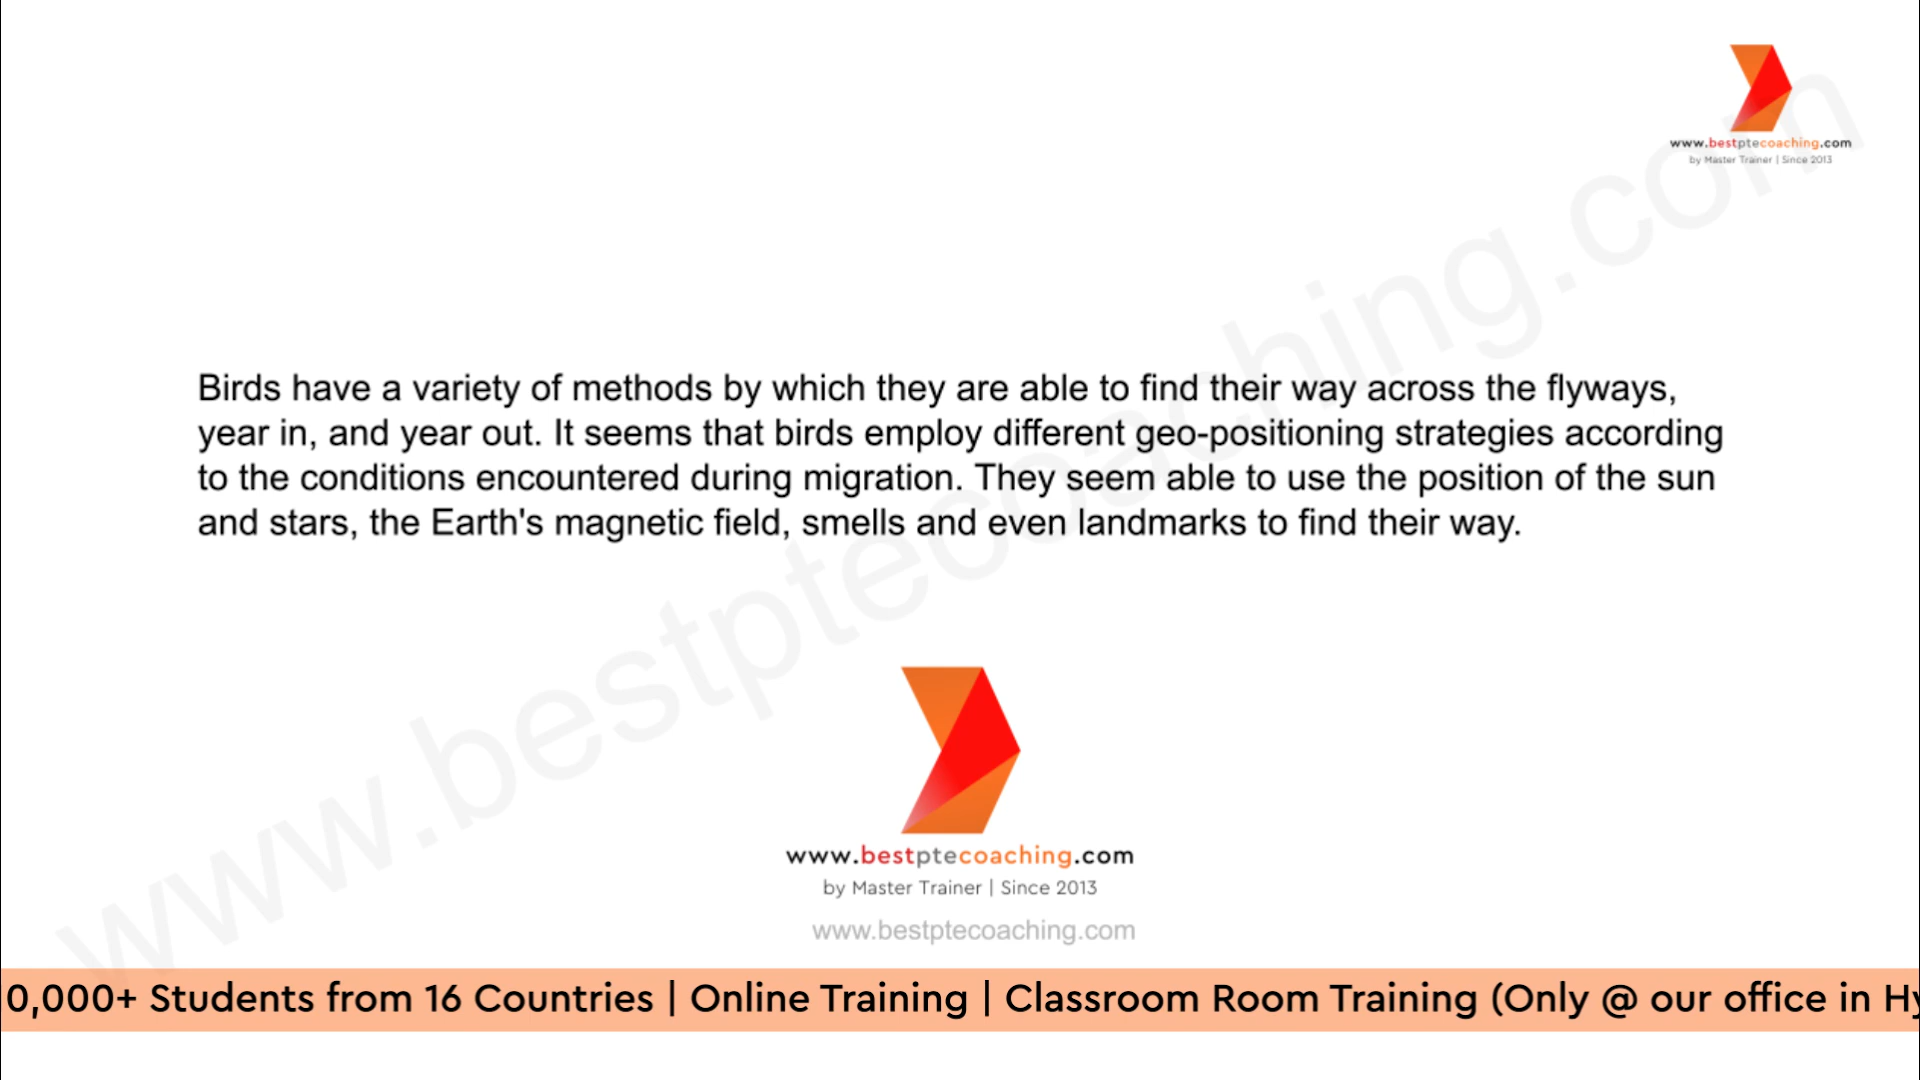 www.bestptecoaching.com
by Master Trainer | Since 2013
Birds have a variety of methods by which they are able to find their way across the flyways,
year in, and year out. It seems that birds employ different geo-positioning strategies according
to the conditions encountered during migration. They seem able to use the position of the sun
and stars, the Earth's magnetic field, smells and even landmarks to find their way.
www.bestptecoaching.com
www.bestptecoaching.com
by Master Trainer | Since 2013
www.bestptecoaching.com
0,000+ Students from 16 Countries | Online Training | Classroom Room Training (Only @ our office in